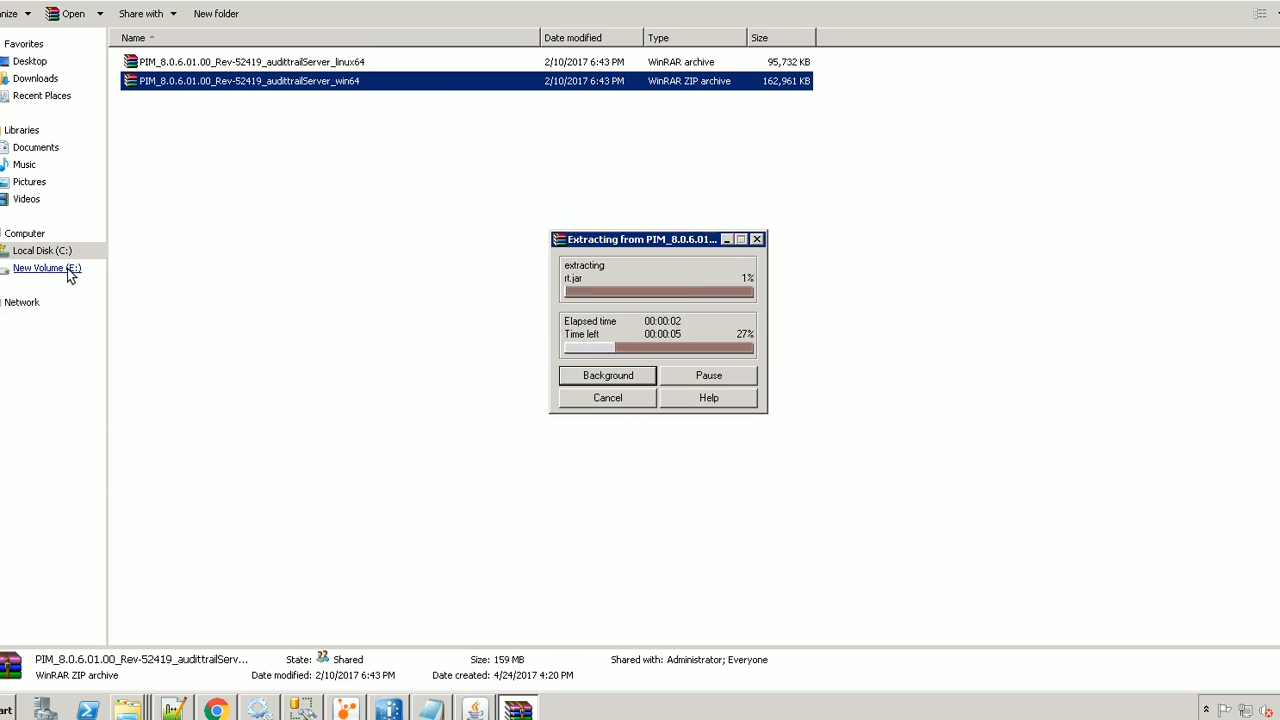 nize Open Share with New folder
Name Date modified Type Size
Favorites
Desktop
Downloads
Recent Places
Libraries
Documents
Music
Pictures
Videos
Computer
Local Disk (C:)
New Volume (E:)
Network
PIM_8.0.6.01.00_Rev-52419_audittrailServer_linux64 2/10/2017 6:43 PM WinRAR archive 95,732 KB
PIM_8.0.6.01.00_Rev-52419_audittrailServer_win64 2/10/2017 6:43 PM WinRAR ZIP archive 162,961 KB
Extracting from PIM_8.0.6.01...
extracting
rt.jar 1%
Elapsed time 00:00:02
Time left 00:00:05 27%
Background Pause
Cancel Help
PIM_8.0.6.01.00_Rev-52419_audittrailServ... State: Shared Size: 159 MB Shared with: Administrator; Everyone
WinRAR ZIP archive Date modified: 2/10/2017 6:43 PM Date created: 4/24/2017 4:20 PM
art